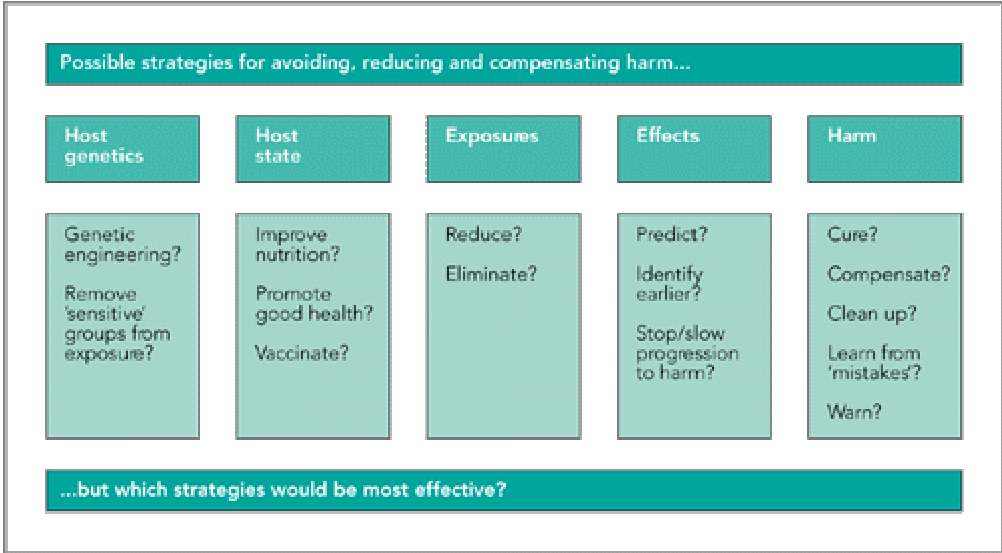 Possible strategies for avoiding, reducing and compensating harm...
Host
genetics
Host
state
Exposures
Effects
Harm
Genetic
engineering?
Remove
'sensitive'
groups from
exposure?
Improve
nutrition?
Promote
good health?
Vaccinate?
Reduce?
Eliminate?
Predict?
Identify
earlier?
Stop/slow
progression
to harm?
Cure?
Compensate?
Clean up?
Learn from
'mistakes'?
Warn?
...but which strategies would be most effective?